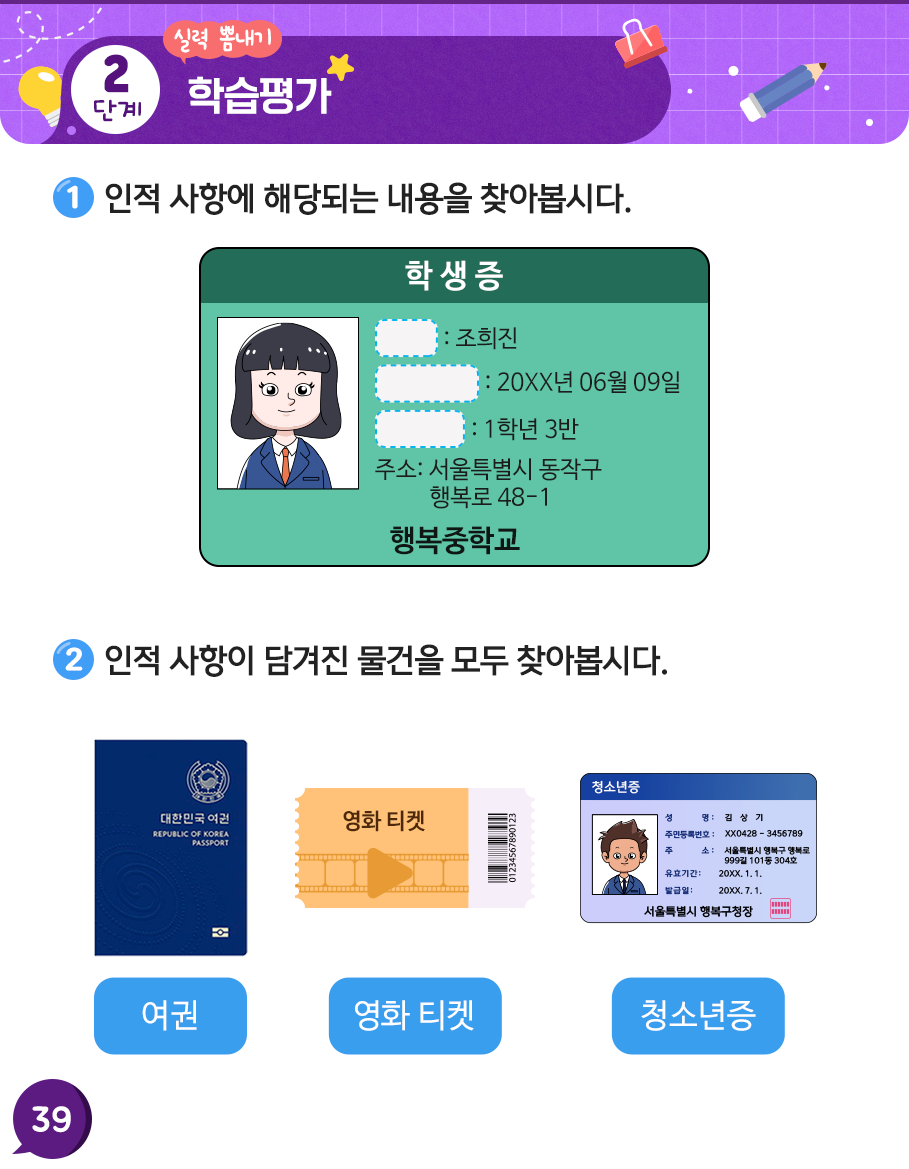 실력 뽐내기
2
단계
학습평가
1 인적 사항에 해당되는 내용을 찾아봅시다.
학생증
: 조희진
: 20XX년 06월 09일
: 1학년 3반
주소: 서울특별시 동작구
행복로 48-1
행복중학교
2 인적 사항이 담겨진 물건을 모두 찾아봅시다.
대한민국 여권
REPUBLIC OF KOREA
PASSPORT
영화 티켓
01234567890123
청소년증
성 명: 김 상 기
주민등록번호: XX0428 - 3456789
주 소: 서울특별시 행복구 행복로
999길 101동 304호
유효기간: 20XX. 1. 1.
발급일: 20XX. 7. 1.
서울특별시 행복구청장
여권
영화 티켓
청소년증
39